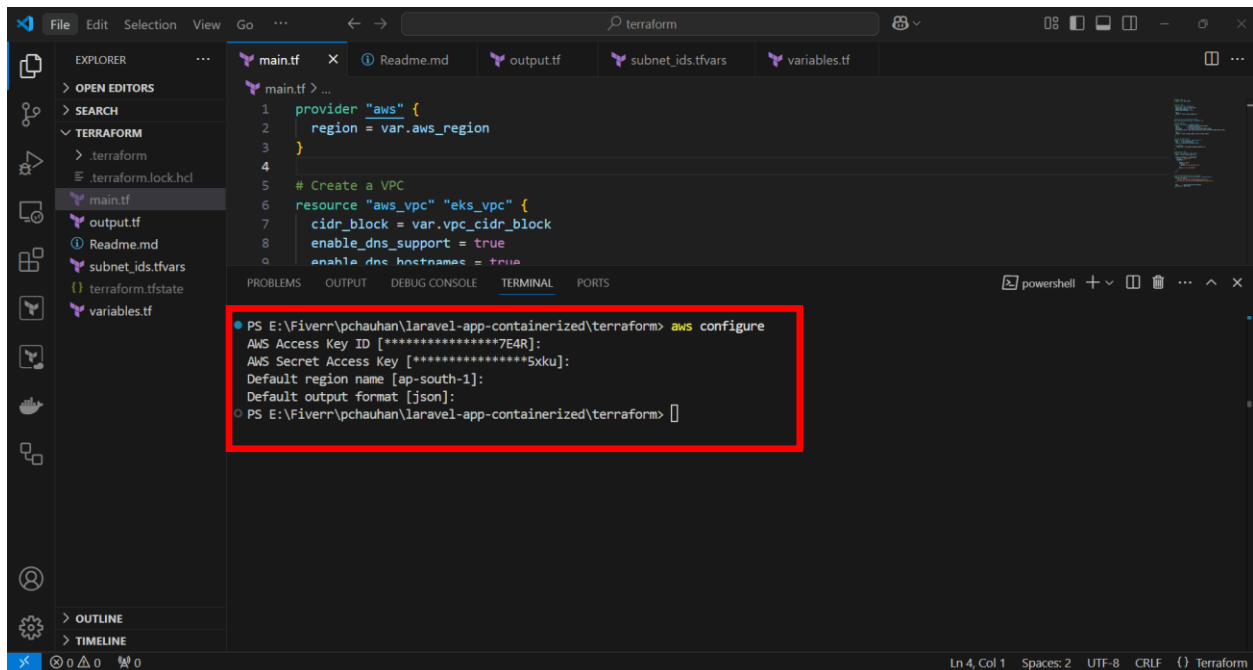 File Edit Selection View Go ··· terraform
EXPLORER ···
OPEN EDITORS
SEARCH
TERRAFORM
.terraform
.terraform.lock.hcl
main.tf
output.tf
Readme.md
subnet_ids.tfvars
terraform.tfstate
variables.tf
OUTLINE
TIMELINE
main.tf Readme.md output.tf subnet_ids.tfvars variables.tf
main.tf > ...
1 provider "aws" {
2 region = var.aws_region
3 }
4
5 # Create a VPC
6 resource "aws_vpc" "eks_vpc" {
7 cidr_block = var.vpc_cidr_block
8 enable_dns_support = true
9 enable_dns_hostnames = true
PROBLEMS OUTPUT DEBUG CONSOLE TERMINAL PORTS powershell
PS E:\Fiverr\pchauhan\laravel-app-containerized\terraform> aws configure
AWS Access Key ID [****************7E4R]:
AWS Secret Access Key [****************5xku]:
Default region name [ap-south-1]:
Default output format [json]:
PS E:\Fiverr\pchauhan\laravel-app-containerized\terraform>
0 0 0 Ln 4, Col 1 Spaces: 2 UTF-8 CRLF {} Terraform